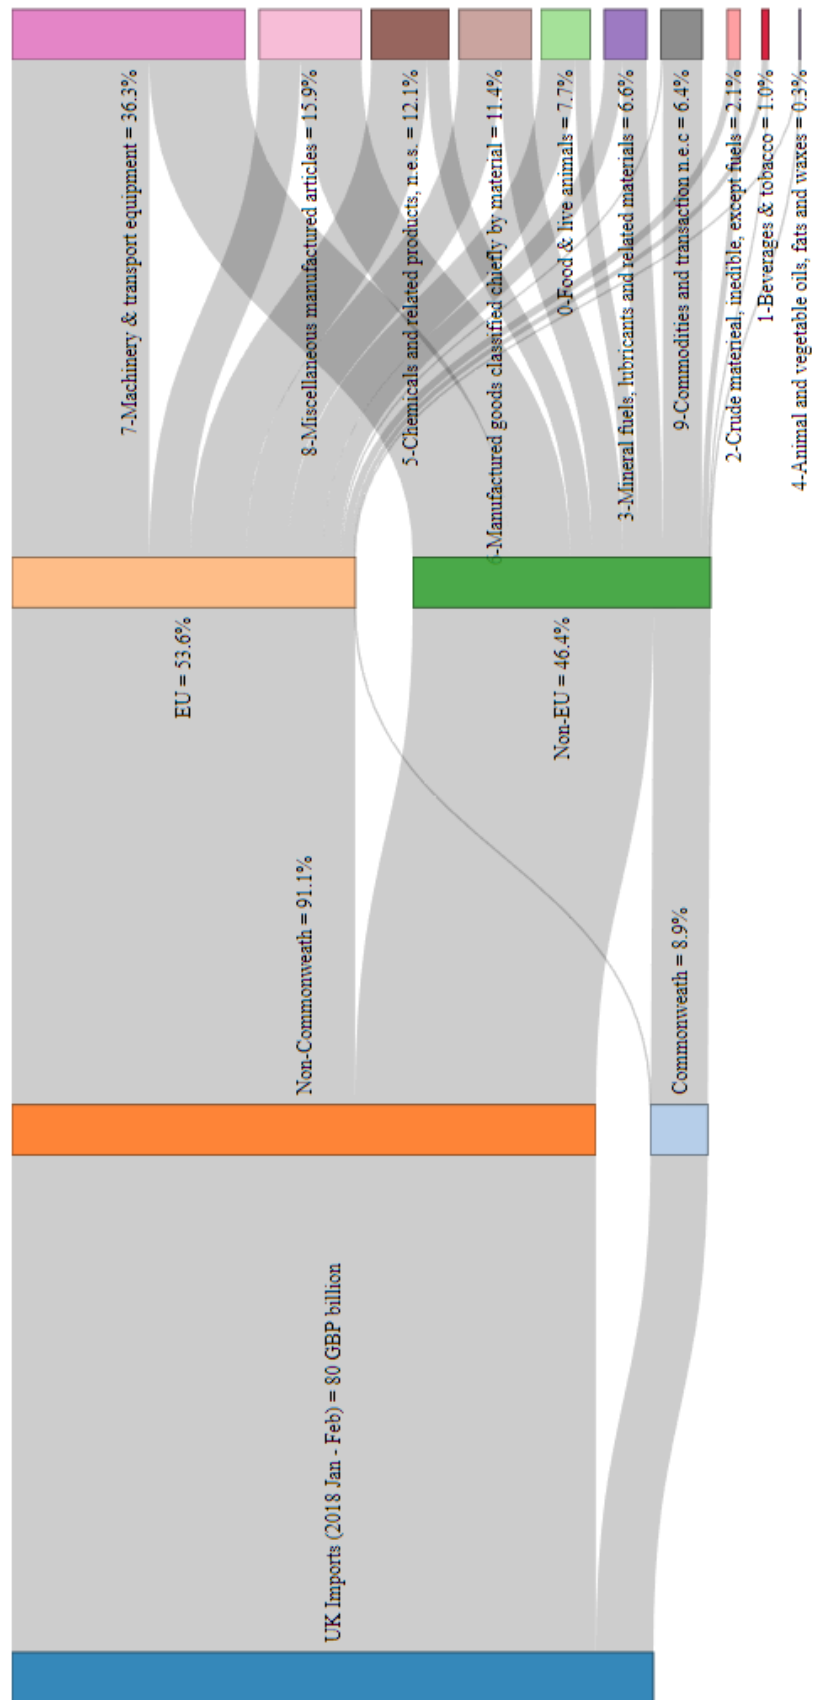 7-Machinery & transport equipment = 36.3%
8-Miscellaneous manufactured articles = 15.9%
5-Chemicals and related products, n.e.s. = 12.1%
6-Manufactured goods classified chiefly by material = 11.4%
0-Food & live animals = 7.7%
3-Mineral fuels, lubricants and related materials = 6.6%
9-Commodities and transaction n.e.c = 6.4%
2-Crude materieal, inedible, except fuels = 2.1%
1-Beverages & tobacco = 1.0%
4-Animal and vegetable oils, fats and waxes = 0.3%
EU = 53.6%
Non-EU = 46.4%
Non-Commonweath = 91.1%
Commonweath = 8.9%
UK Imports (2018 Jan - Feb) = 80 GBP billion